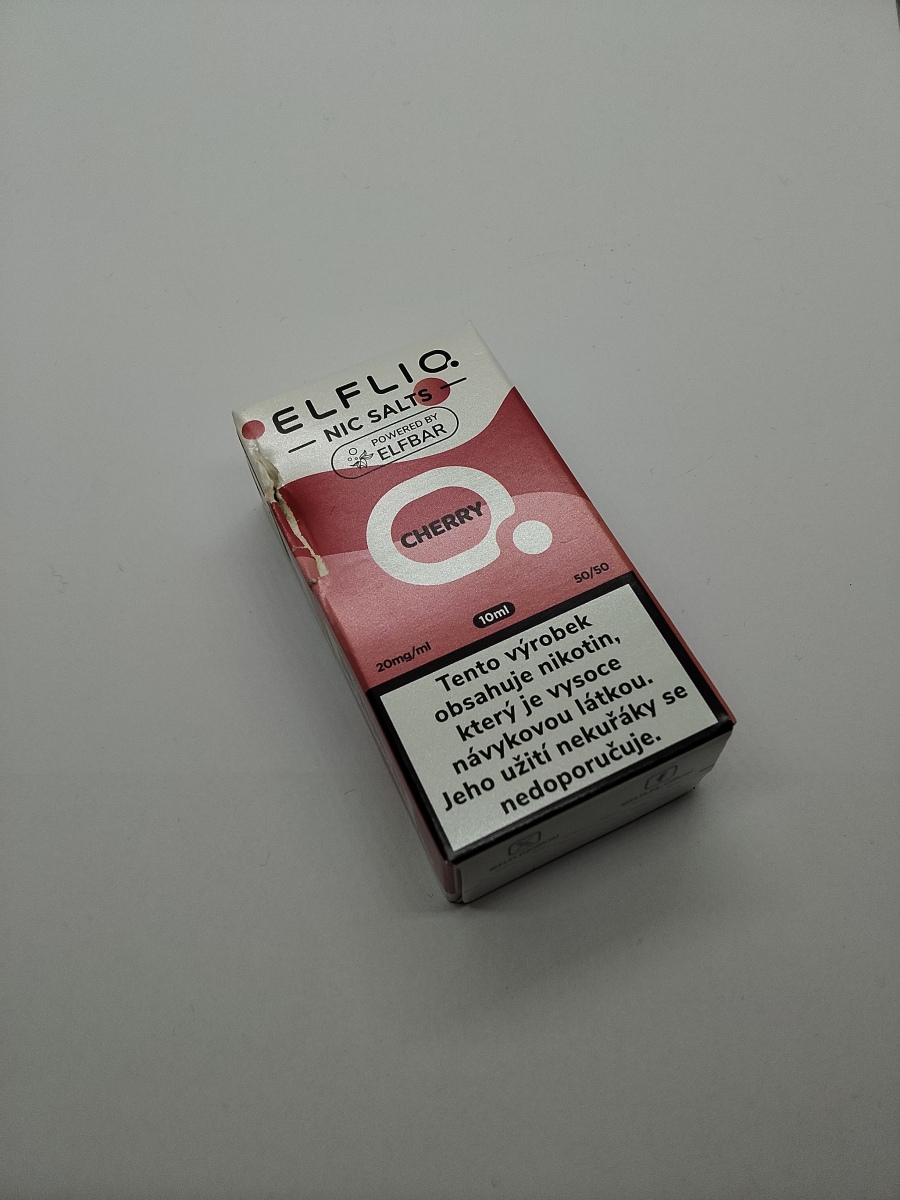 ELFLIQ
NIC SALTS
POWERED BY
ELFBAR
CHERRY
50/50
10ml
20mg/ml
Tento výrobek
obsahuje nikotin,
který je vysoce
návykovou látkou.
Jeho užití nekuřáky se
nedoporučuje.